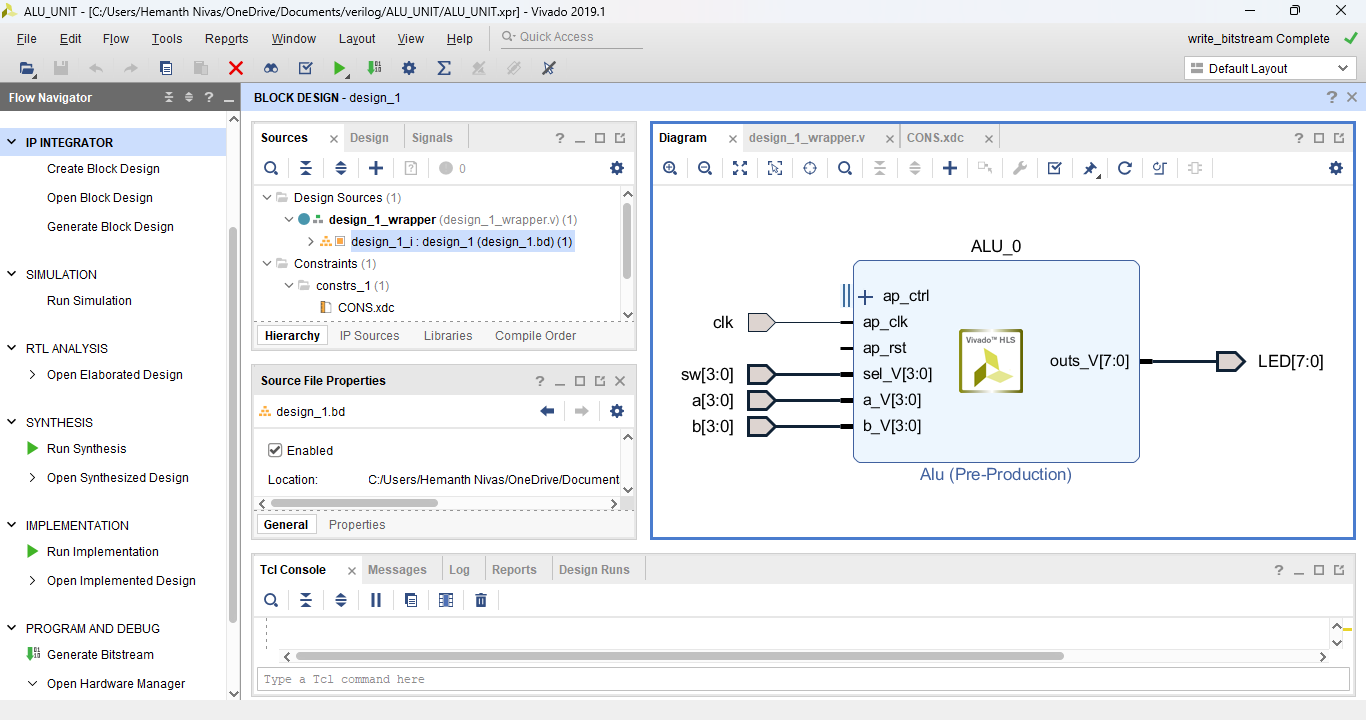 ALU_UNIT - [C:/Users/Hemanth Nivas/OneDrive/Documents/verilog/ALU_UNIT/ALU_UNIT.xpr] - Vivado 2019.1
File Edit Flow Tools Reports Window Layout View Help Quick Access
write_bitstream Complete
Default Layout
Flow Navigator
IP INTEGRATOR
Create Block Design
Open Block Design
Generate Block Design
SIMULATION
Run Simulation
RTL ANALYSIS
Open Elaborated Design
SYNTHESIS
Run Synthesis
Open Synthesized Design
IMPLEMENTATION
Run Implementation
Open Implemented Design
PROGRAM AND DEBUG
Generate Bitstream
Open Hardware Manager
BLOCK DESIGN - design_1
Sources Design Signals
0
Design Sources (1)
design_1_wrapper (design_1_wrapper.v) (1)
design_1_i : design_1 (design_1.bd) (1)
Constraints (1)
constrs_1 (1)
CONS.xdc
Hierarchy IP Sources Libraries Compile Order
Source File Properties
design_1.bd
Enabled
Location: C:/Users/Hemanth Nivas/OneDrive/Document
General Properties
Diagram design_1_wrapper.v CONS.xdc
ALU_0
ap_ctrl
clk ap_clk
ap_rst
sw[3:0] sel_V[3:0]
a[3:0] a_V[3:0]
b[3:0] b_V[3:0]
Vivado™ HLS
outs_V[7:0] LED[7:0]
Alu (Pre-Production)
Tcl Console Messages Log Reports Design Runs
Type a Tcl command here